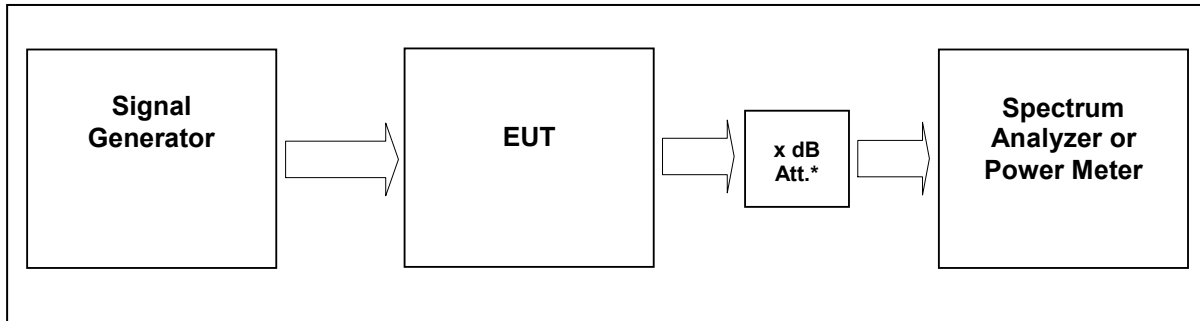 Signal
Generator
EUT
x dB
Att.*
Spectrum
Analyzer or
Power Meter